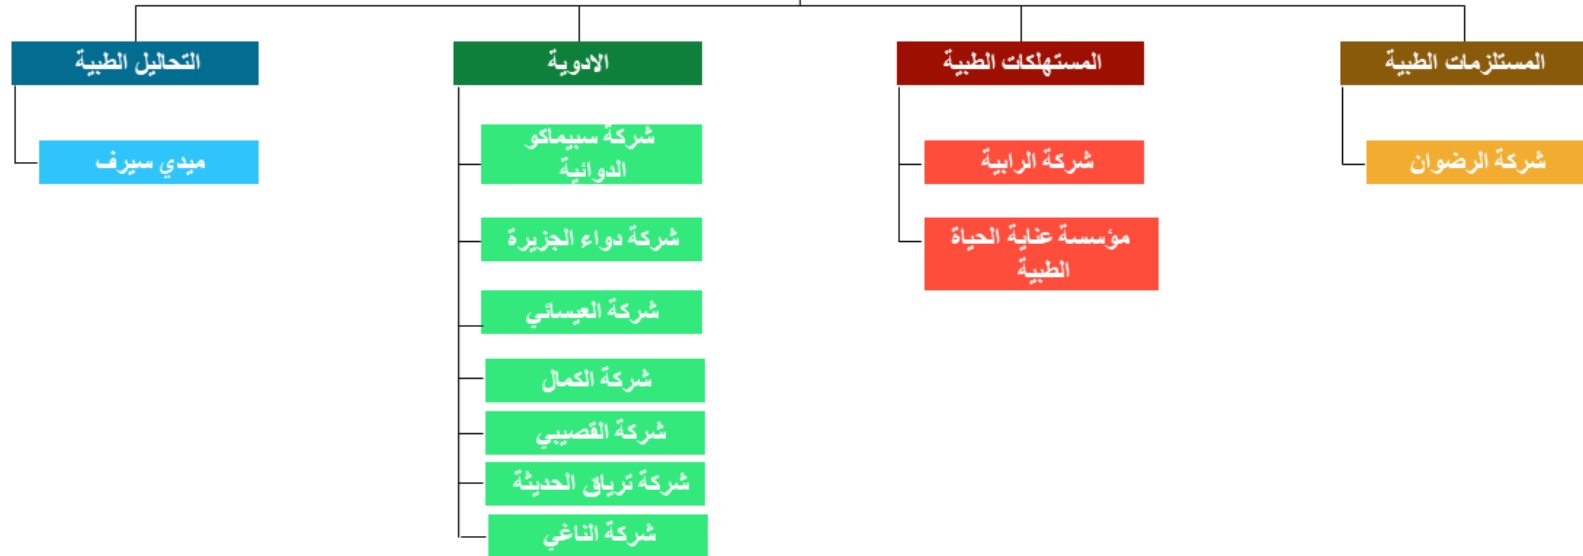 المستلزمات الطبية
شركة الرضوان
المستهلكات الطبية
شركة الرابية
مؤسسة عناية الحياة
الطبية
الادوية
شركة سبيماكو
الدوائية
شركة دواء الجزيرة
شركة العيسائي
شركة الكمال
شركة القصيبي
شركة ترياق الحديثة
شركة الناغي
التحاليل الطبية
ميدي سيرف